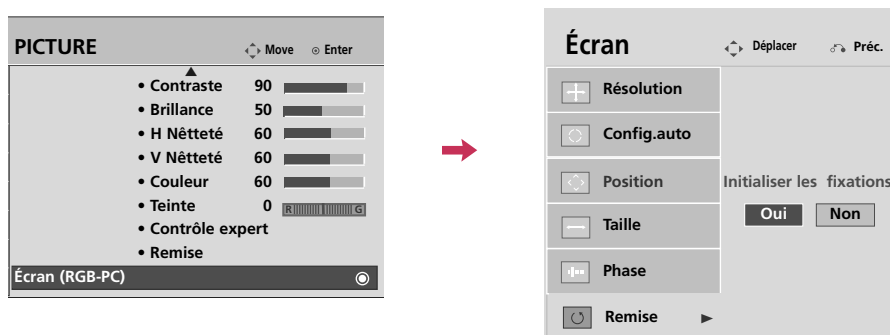 PICTURE
Move
Enter
• Contraste 90
• Brillance 50
• H Nêtteté 60
• V Nêtteté 60
• Couleur 60
• Teinte 0 R G
• Contrôle expert
• Remise
Écran (RGB-PC)
Écran
Déplacer
Préc.
Résolution
Config.auto
Position
Taille
Phase
Remise
Initialiser les fixations
Oui Non